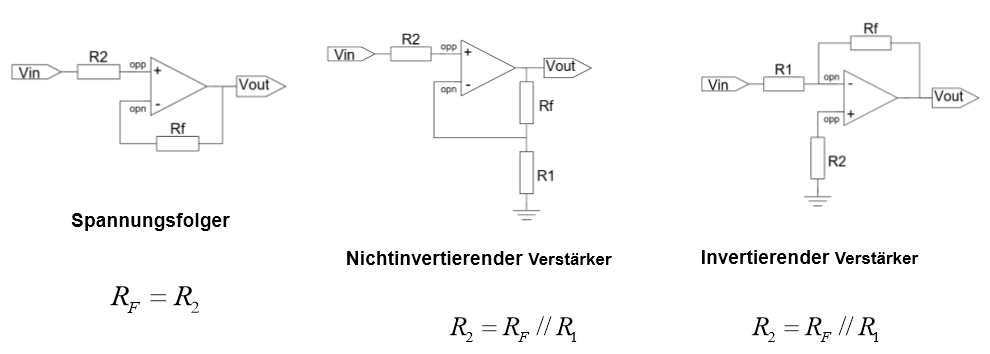 Vin
R2
opp
+
opn
-
Rf
Vout
Spannungsfolger
R_F = R_2
Vin
R2
opp
+
opn
-
Vout
Rf
R1
Nichtinvertierender Verstärker
R_2 = R_F // R_1
Vin
R1
opn
-
opp
+
Rf
Vout
R2
Invertierender Verstärker
R_2 = R_F // R_1